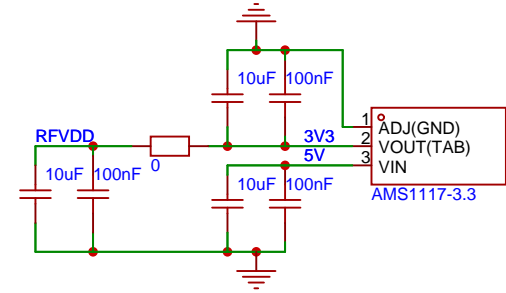 10uF 100nF
1 ADJ(GND)
RFVDD 3V3 2 VOUT(TAB)
5V 3 VIN
0
10uF 100nF 10uF 100nF
AMS1117-3.3